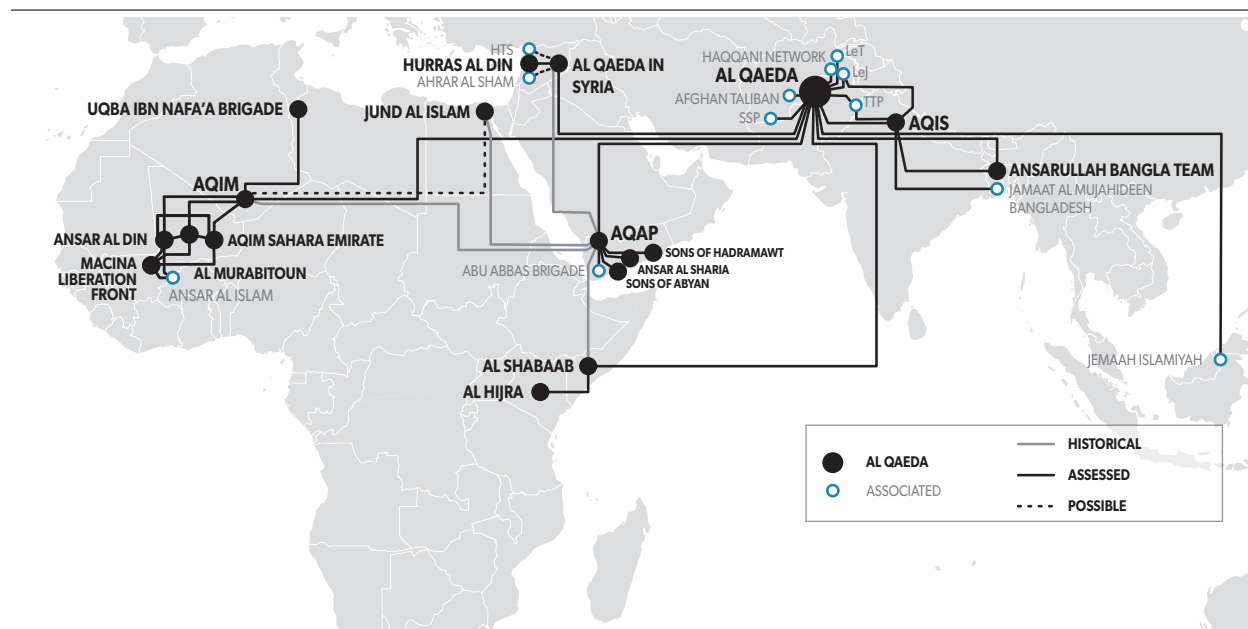 HTS
HURRAS AL DIN
AHRAR AL SHAM
AL QAEDA IN
SYRIA
HAQQANI NETWORK
LeT
LeJ
AL QAEDA
AFGHAN TALIBAN
SSP
TTP
AQIS
UQBA IBN NAFA'A BRIGADE
JUND AL ISLAM
ANSARULLAH BANGLA TEAM
JAMAAT AL MUJAHIDEEN
BANGLADESH
AQIM
ANSAR AL DIN
AQIM SAHARA EMIRATE
MACINA
LIBERATION
FRONT
AL MURABITOUN
ANSAR AL ISLAM
AQAP
SONS OF HADRAMAWT
ABU ABBAS BRIGADE
ANSAR AL SHARIA
SONS OF ABYAN
AL SHABAAB
AL HIJRA
JEMAAH ISLAMIYAH
AL QAEDA
ASSOCIATED
HISTORICAL
ASSESSED
POSSIBLE